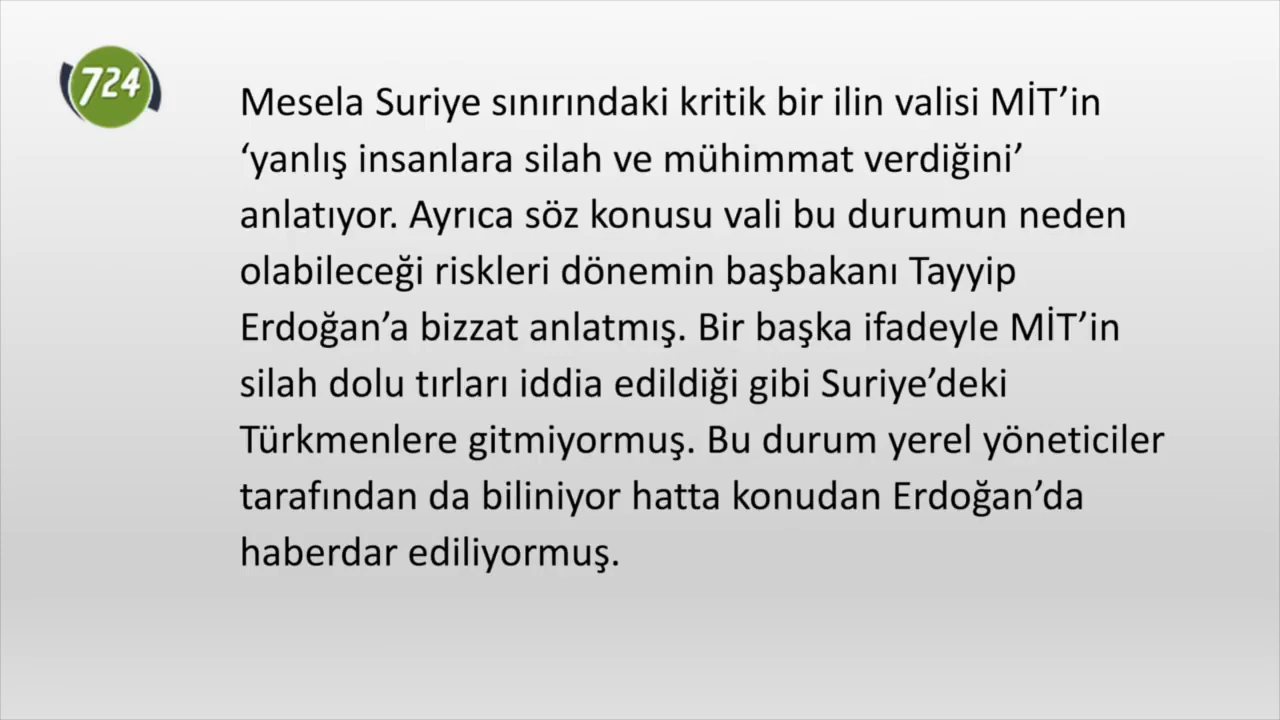 724
Mesela Suriye sınırındaki kritik bir ilin valisi MİT’in
‘yanlış insanlara silah ve mühimmat verdiğini’
anlatıyor. Ayrıca söz konusu vali bu durumun neden
olabileceği riskleri dönemin başbakanı Tayyip
Erdoğan’a bizzat anlatmış. Bir başka ifadeyle MİT’in
silah dolu tırları iddia edildiği gibi Suriye’deki
Türkmenlere gitmiyormuş. Bu durum yerel yöneticiler
tarafından da biliniyor hatta konudan Erdoğan’da
haberdar ediliyormuş.